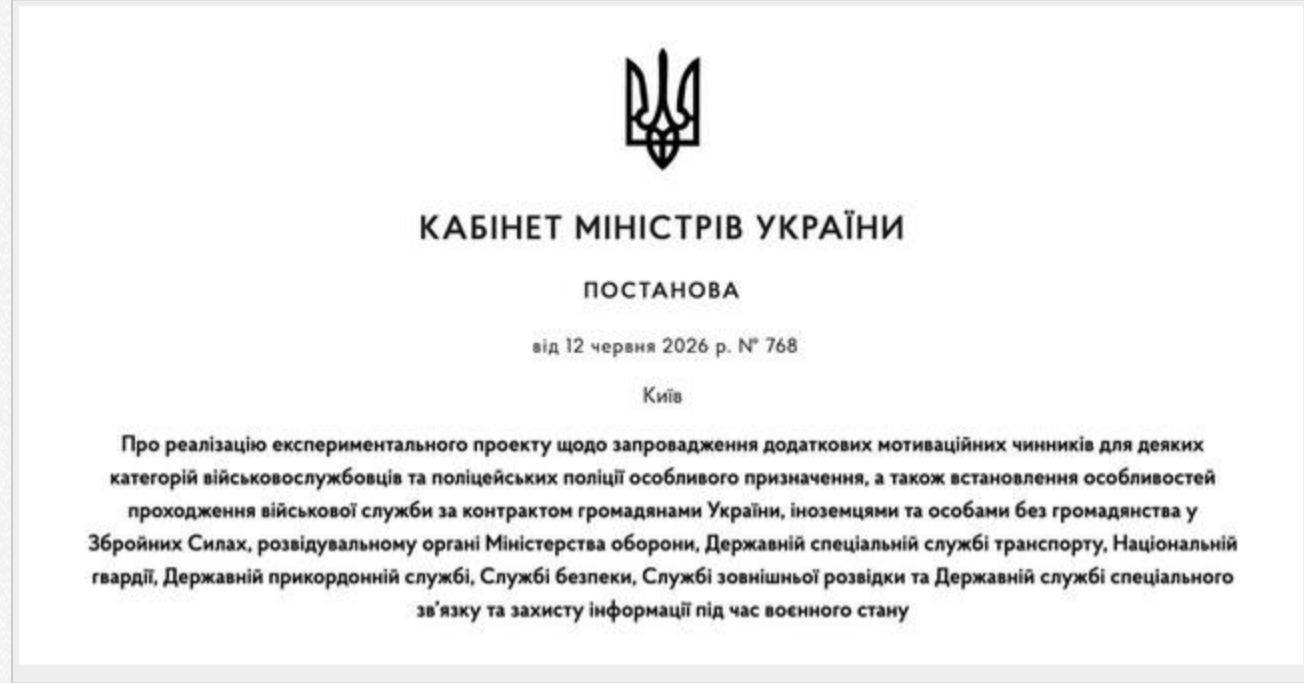 КАБІНЕТ МІНІСТРІВ УКРАЇНИ
ПОСТАНОВА
від 12 червня 2026 р. № 768
Київ
Про реалізацію експериментального проекту щодо запровадження додаткових мотиваційних чинників для деяких
категорій військовослужбовців та поліцейських поліції особливого призначення, а також встановлення особливостей
проходження військової служби за контрактом громадянами України, іноземцями та особами без громадянства у
Збройних Силах, розвідувальному органі Міністерства оборони, Державній спеціальній службі транспорту, Національній
гвардії, Державній прикордонній службі, Службі безпеки, Службі зовнішньої розвідки та Державній службі спеціального
зв’язку та захисту інформації під час воєнного стану